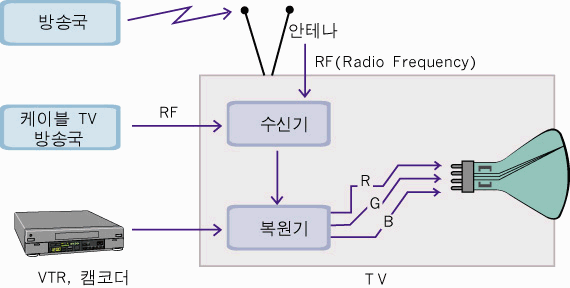 방송국
안테나
RF(Radio Frequency)
케이블 TV
방송국
RF
수신기
R
G
B
복원기
VTR, 캠코더
TV